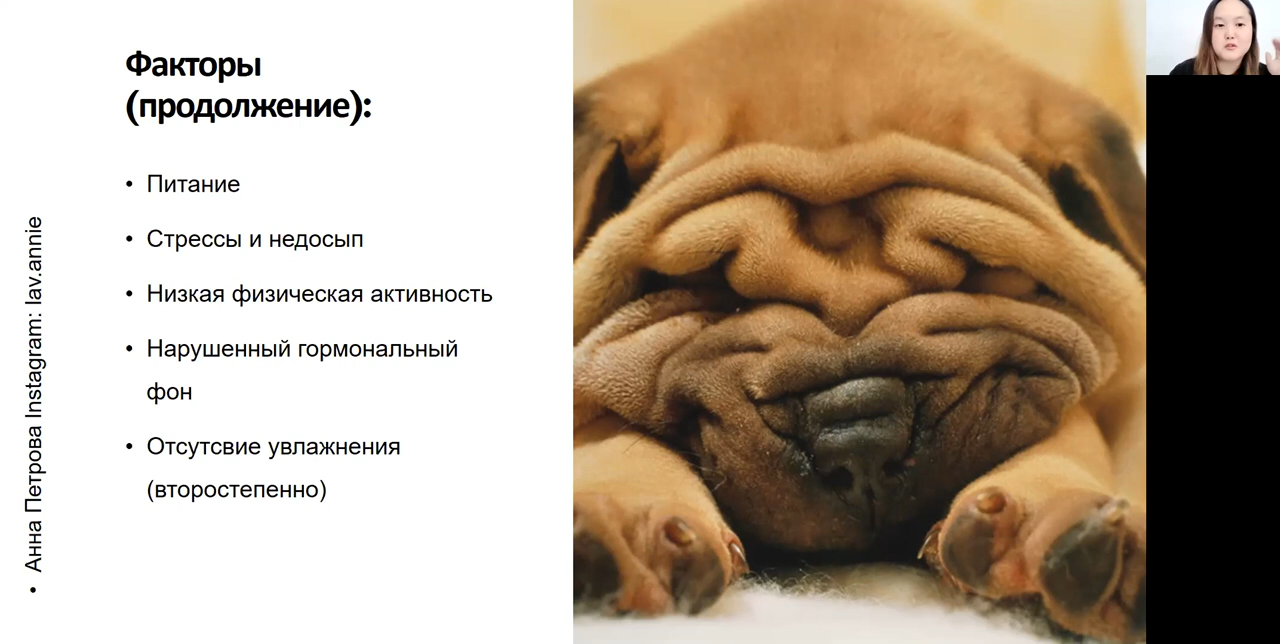 Факторы
(продолжение):
• Питание
• Стрессы и недосып
• Низкая физическая активность
• Нарушенный гормональный
фон
• Отсутсвие увлажнения
(второстепенно)
• Анна Петрова Instagram: lav.annie